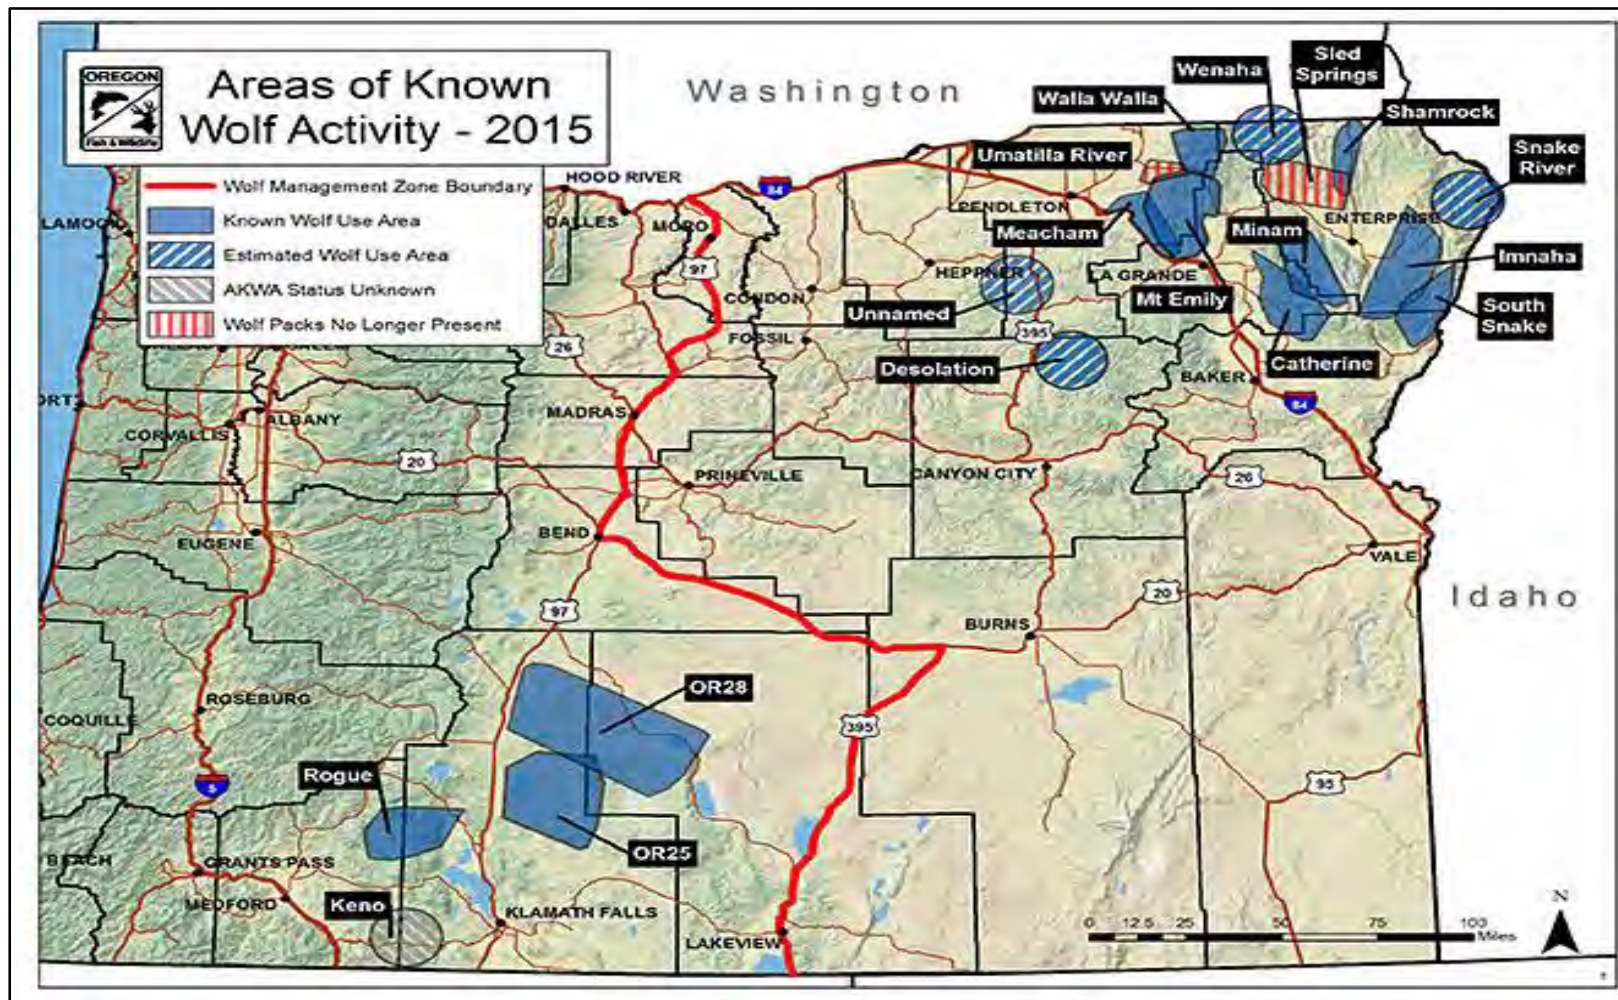 OREGON
Fish & Wildlife
Areas of Known
Wolf Activity - 2015
Wolf Management Zone Boundary
Known Wolf Use Area
Estimated Wolf Use Area
AKWA Status Unknown
Wolf Packs No Longer Present
Washington
Idaho
Sled
Springs
Wenaha
Walla Walla
Shamrock
Umatilla River
Snake
River
HOOD RIVER
84
DALLES
MORO
PENDLETON
ENTERPRISE
LAMOOK
Meacham
Minam
Imnaha
97
HEPPNER
LA GRANDE
CONDON
Mt Emily
South
Snake
Unnamed
395
26
FOSSIL
Desolation
Catherine
BAKER
84
ORT
MADRAS
ALBANY
CORVALLIS
20
PRINEVILLE
CANYON CITY
26
BEND
EUGENE
VALE
97
20
BURNS
OR28
ROSEBURG
COQUILLE
395
Rogue
5
95
OR25
BEACH
GRANTS PASS
MEDFORD
Keno
KLAMATH FALLS
LAKEVIEW
N
0 12.5 25 50 75 100
Miles